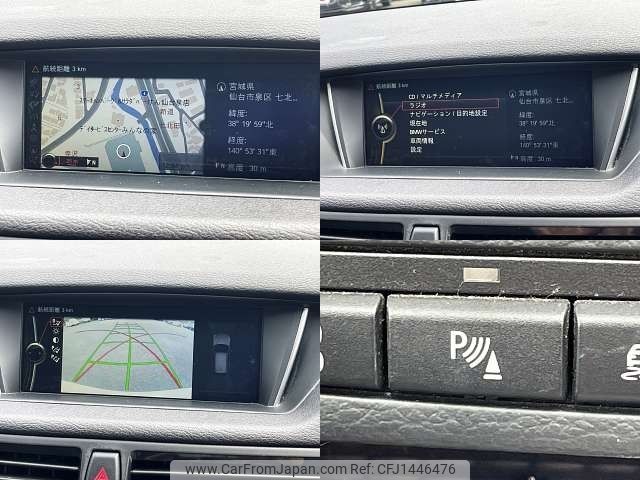 航続距離 3 km
宮城県
仙台市泉区 七北...
緯度:
38° 19' 59"北
経度:
140° 53' 31"東
高度: 30 m
航続距離 3 km
CD / マルチメディア
ラジオ
ナビゲーション / 目的地設定
現在地
BMWサービス
車両情報
設定
宮城県
仙台市泉区 七北...
緯度:
38° 19' 59"北
経度:
140° 53' 31"東
高度: 30 m
航続距離 3 km
P
www.CarFromJapan.com - CFJ1446476